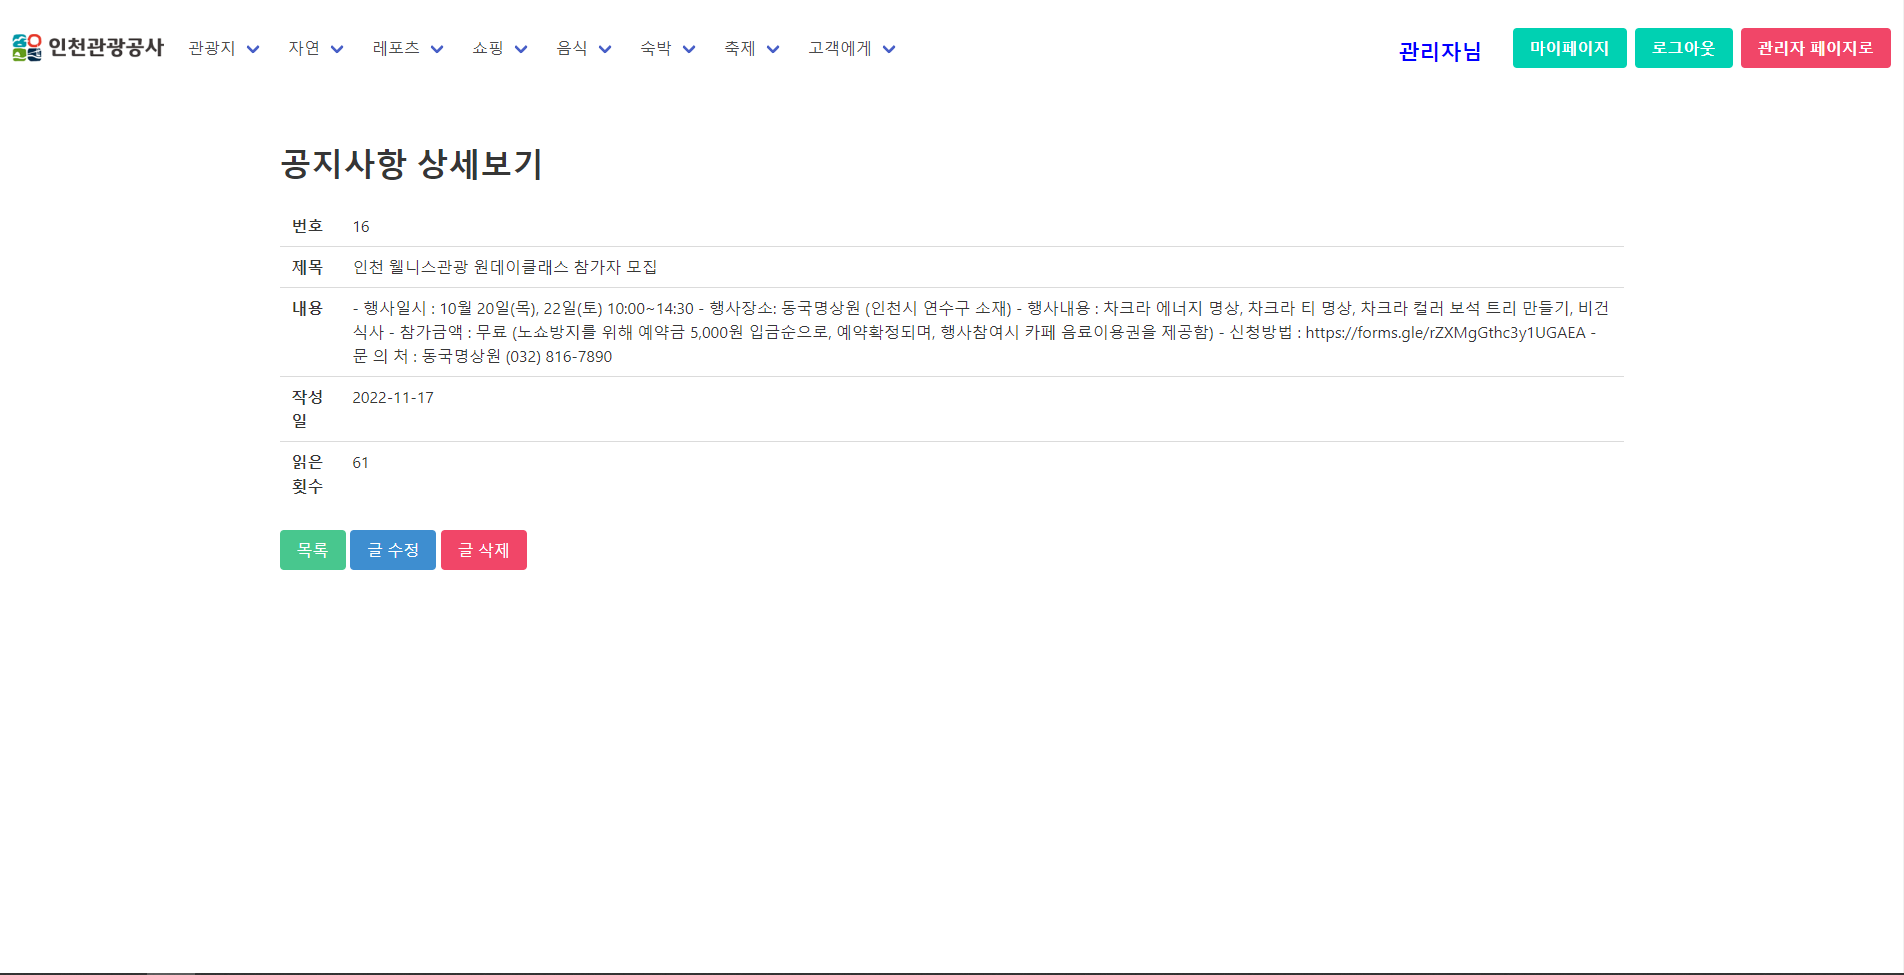 인천관광공사 관광지 자연 레포츠 쇼핑 음식 숙박 축제 고객에게 관리자님 마이페이지 로그아웃 관리자 페이지로
공지사항 상세보기
번호 16
제목 인천 웰니스관광 원데이클래스 참가자 모집
내용 - 행사일시 : 10월 20일(목), 22일(토) 10:00~14:30 - 행사장소: 동국명상원 (인천시 연수구 소재) - 행사내용 : 차크라 에너지 명상, 차크라 티 명상, 차크라 컬러 보석 트리 만들기, 비건
식사 - 참가금액 : 무료 (노쇼방지를 위해 예약금 5,000원 입금순으로, 예약확정되며, 행사참여시 카페 음료이용권을 제공함) - 신청방법 : https://forms.gle/rZXMgGthc3y1UGAEA -
문 의 처 : 동국명상원 (032) 816-7890
작성 2022-11-17
일
읽은 61
횟수
목록 글 수정 글 삭제